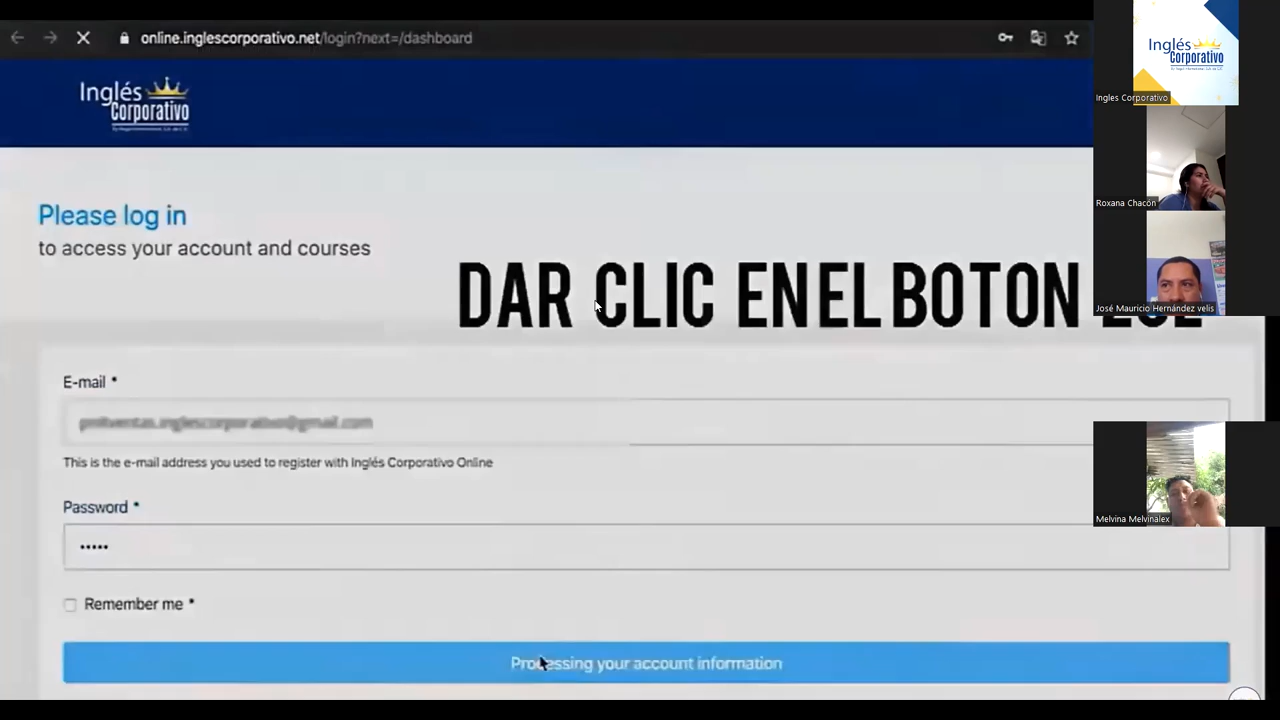 online.inglescorporativo.net/login?next=/dashboard
Inglés
Corporativo
Inglés
Corporativo
Ingles Corporativo
Roxana Chacón
Please log in
to access your account and courses
DAR CLIC EN EL BOTON
José Mauricio Hernández velis
E-mail *
This is the e-mail address you used to register with Inglés Corporativo Online
Password *
•••••
Melvina Melvinalex
Remember me *
Processing your account information